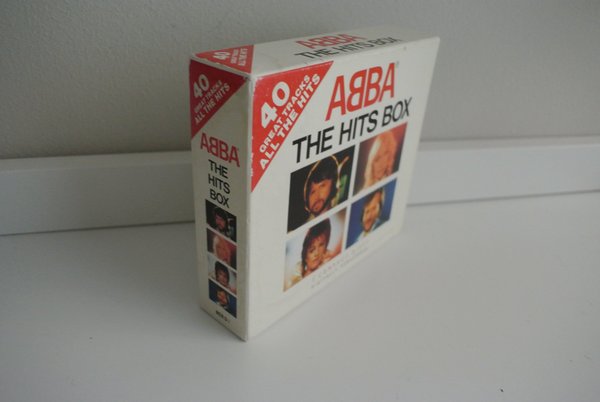 ABBA
THE HITS BOX
40
GREAT TRACKS
ALL THE HITS
ABBA
THE
HITS
BOX
40
GREAT TRACKS
ALL THE HITS
ABBA
THE HITS BOX
40